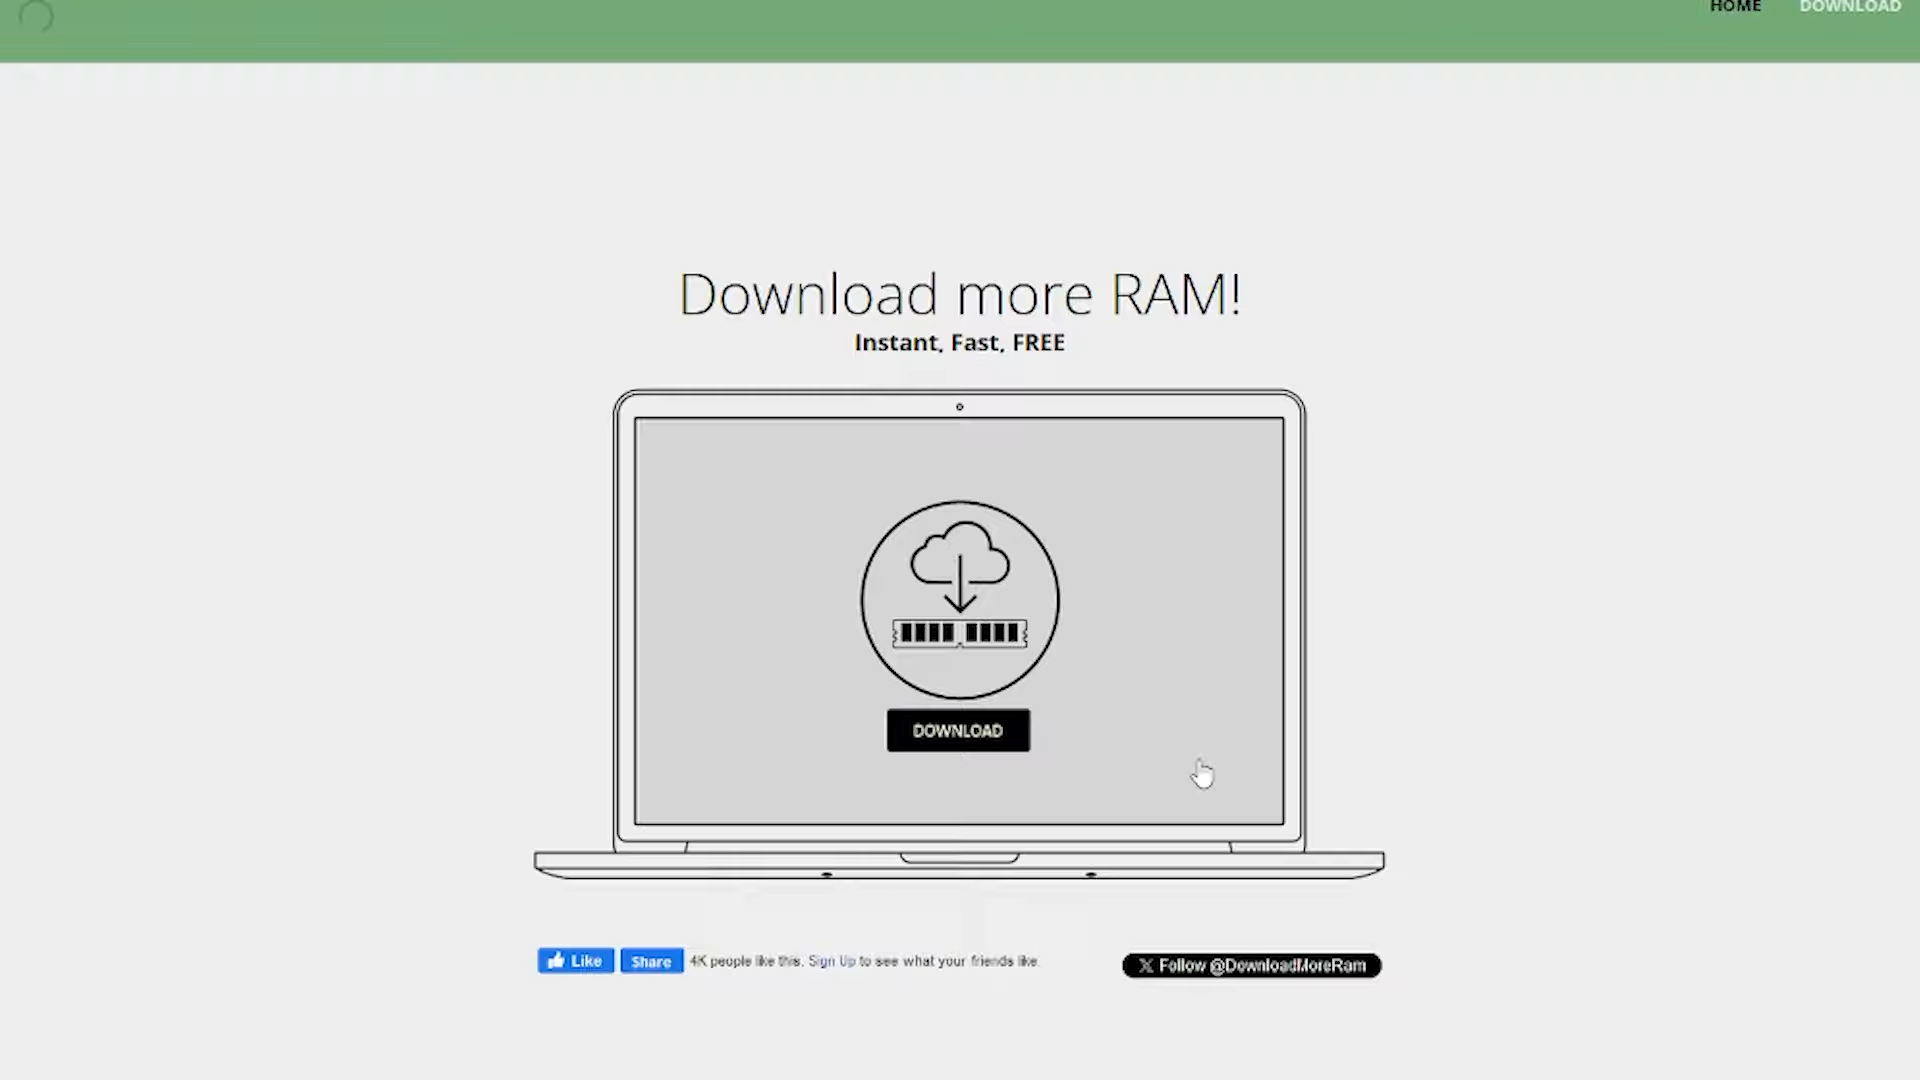 HOME DOWNLOAD
Download more RAM!
Instant, Fast, FREE
DOWNLOAD
Like Share 4K people like this. Sign Up to see what your friends like.
X Follow @DownloadMoreRam